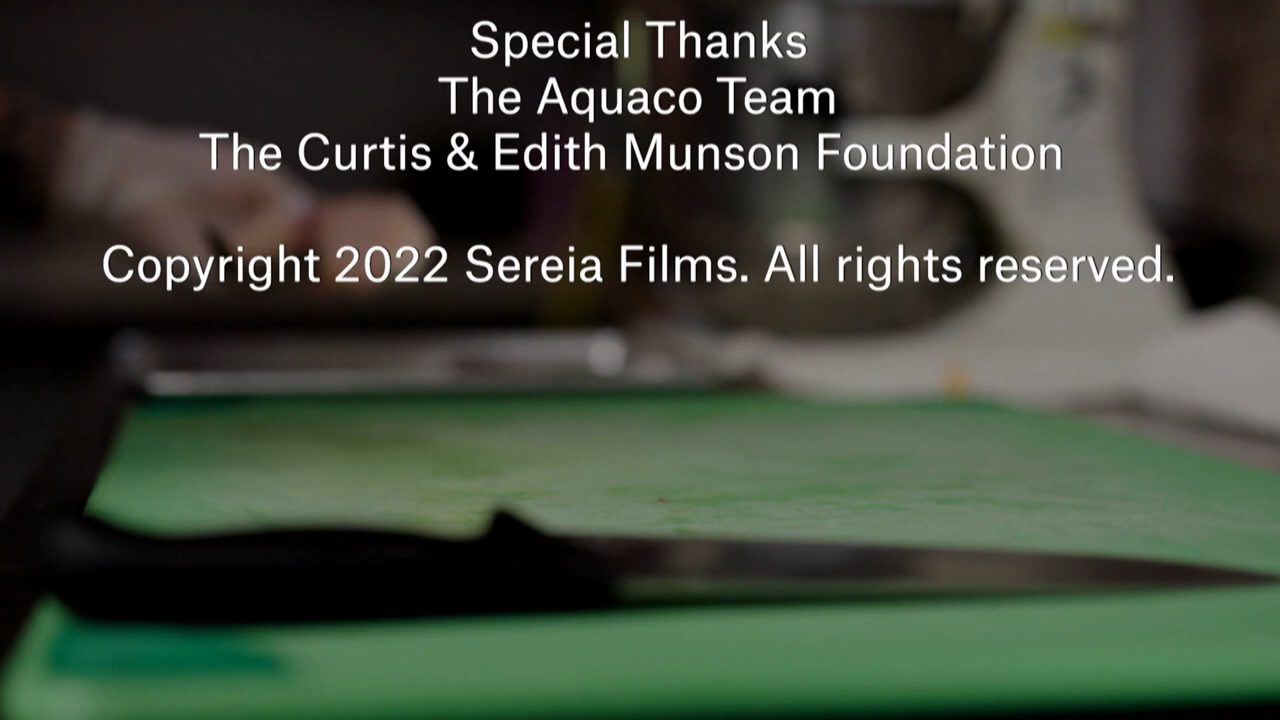 Special Thanks
The Aquaco Team
The Curtis & Edith Munson Foundation
Copyright 2022 Sereia Films. All rights reserved.